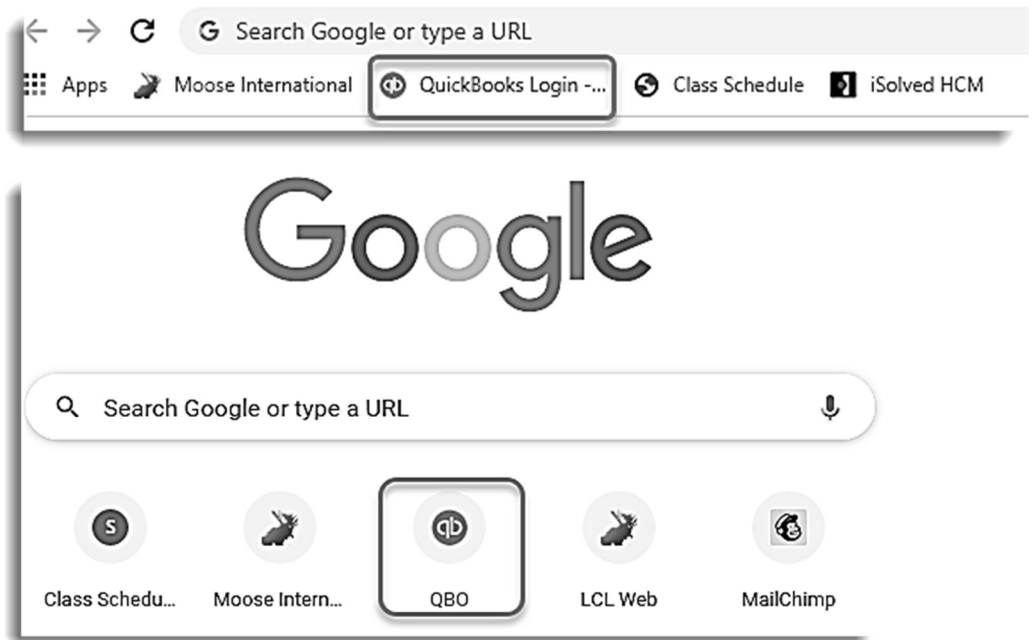 Search Google or type a URL
Apps Moose International QuickBooks Login -... Class Schedule iSolved HCM
Google
Search Google or type a URL
Class Schedu... Moose Intern... QBO LCL Web MailChimp